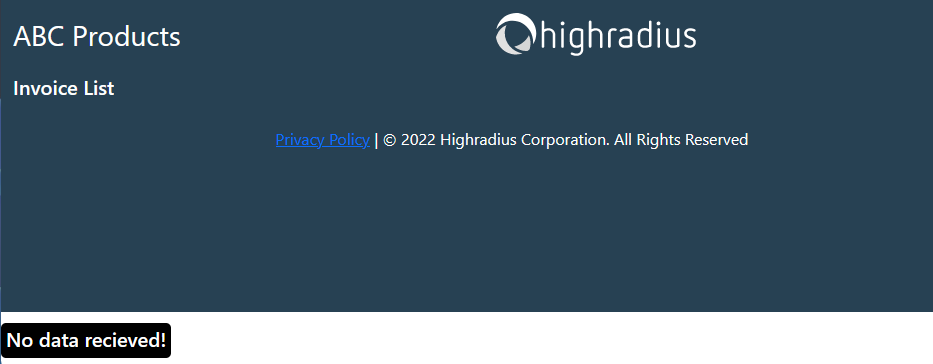 ABC Products
highradius
Invoice List
Privacy Policy | © 2022 Highradius Corporation. All Rights Reserved
No data recieved!